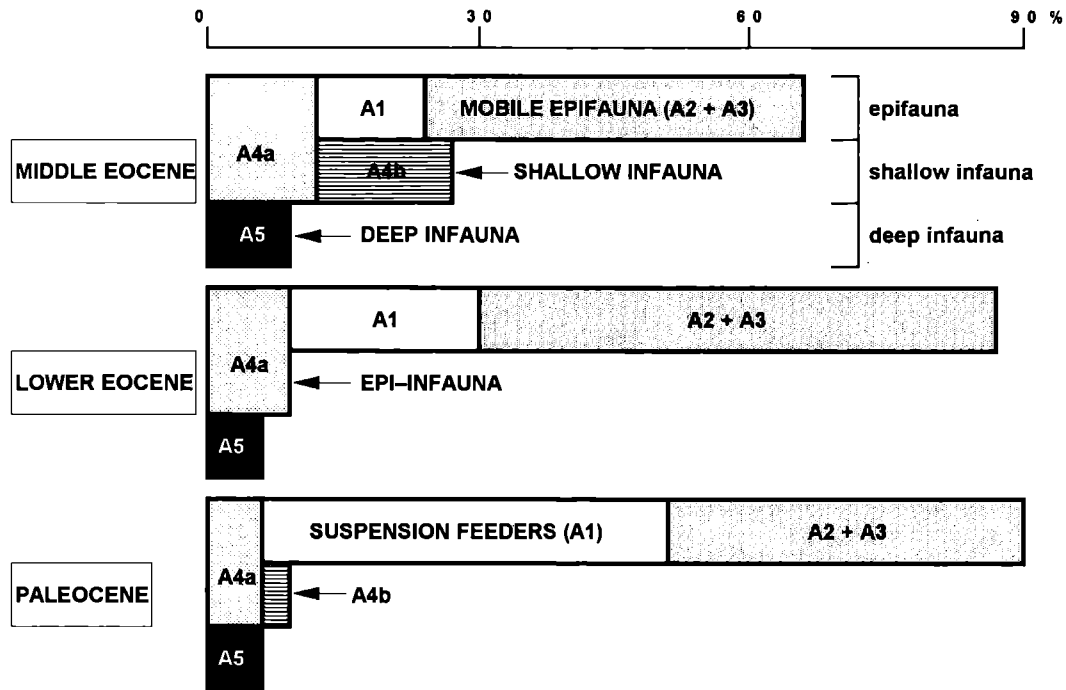 0 30 60 90 %
A1 MOBILE EPIFAUNA (A2 + A3) epifauna
A4a
MIDDLE EOCENE A4b SHALLOW INFAUNA shallow infauna
A5 DEEP INFAUNA deep infauna
A1 A2 + A3
A4a
LOWER EOCENE EPI–INFAUNA
A5
SUSPENSION FEEDERS (A1) A2 + A3
A4a
PALEOCENE A4b
A5